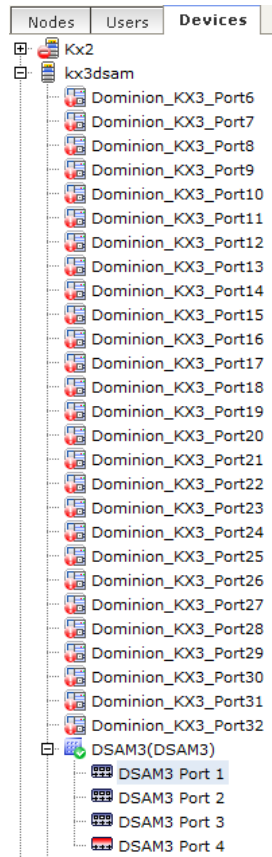 Nodes Users Devices
Kx2
kx3dsam
Dominion_KX3_Port6
Dominion_KX3_Port7
Dominion_KX3_Port8
Dominion_KX3_Port9
Dominion_KX3_Port10
Dominion_KX3_Port11
Dominion_KX3_Port12
Dominion_KX3_Port13
Dominion_KX3_Port14
Dominion_KX3_Port15
Dominion_KX3_Port16
Dominion_KX3_Port17
Dominion_KX3_Port18
Dominion_KX3_Port19
Dominion_KX3_Port20
Dominion_KX3_Port21
Dominion_KX3_Port22
Dominion_KX3_Port23
Dominion_KX3_Port24
Dominion_KX3_Port25
Dominion_KX3_Port26
Dominion_KX3_Port27
Dominion_KX3_Port28
Dominion_KX3_Port29
Dominion_KX3_Port30
Dominion_KX3_Port31
Dominion_KX3_Port32
DSAM3(DSAM3)
DSAM3 Port 1
DSAM3 Port 2
DSAM3 Port 3
DSAM3 Port 4